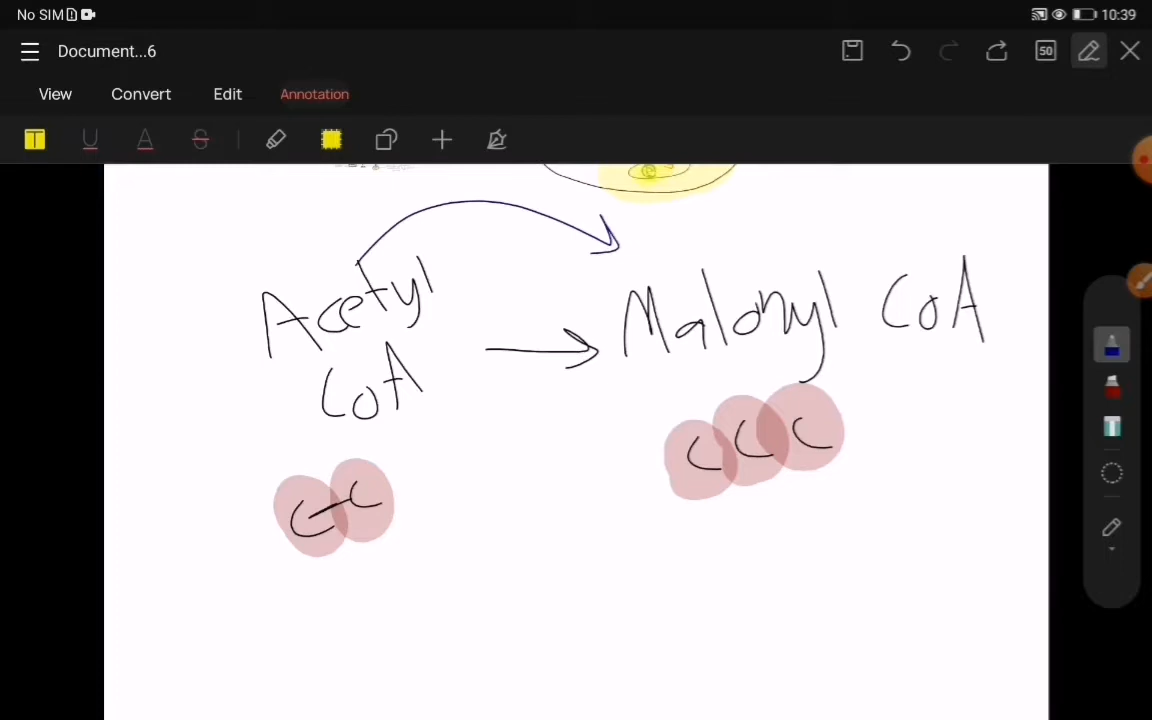 No SIM 10:39
Document...6 50
View Convert Edit Annotation
T U A S
Acetyl
CoA
Malonyl CoA
C C C
C-C